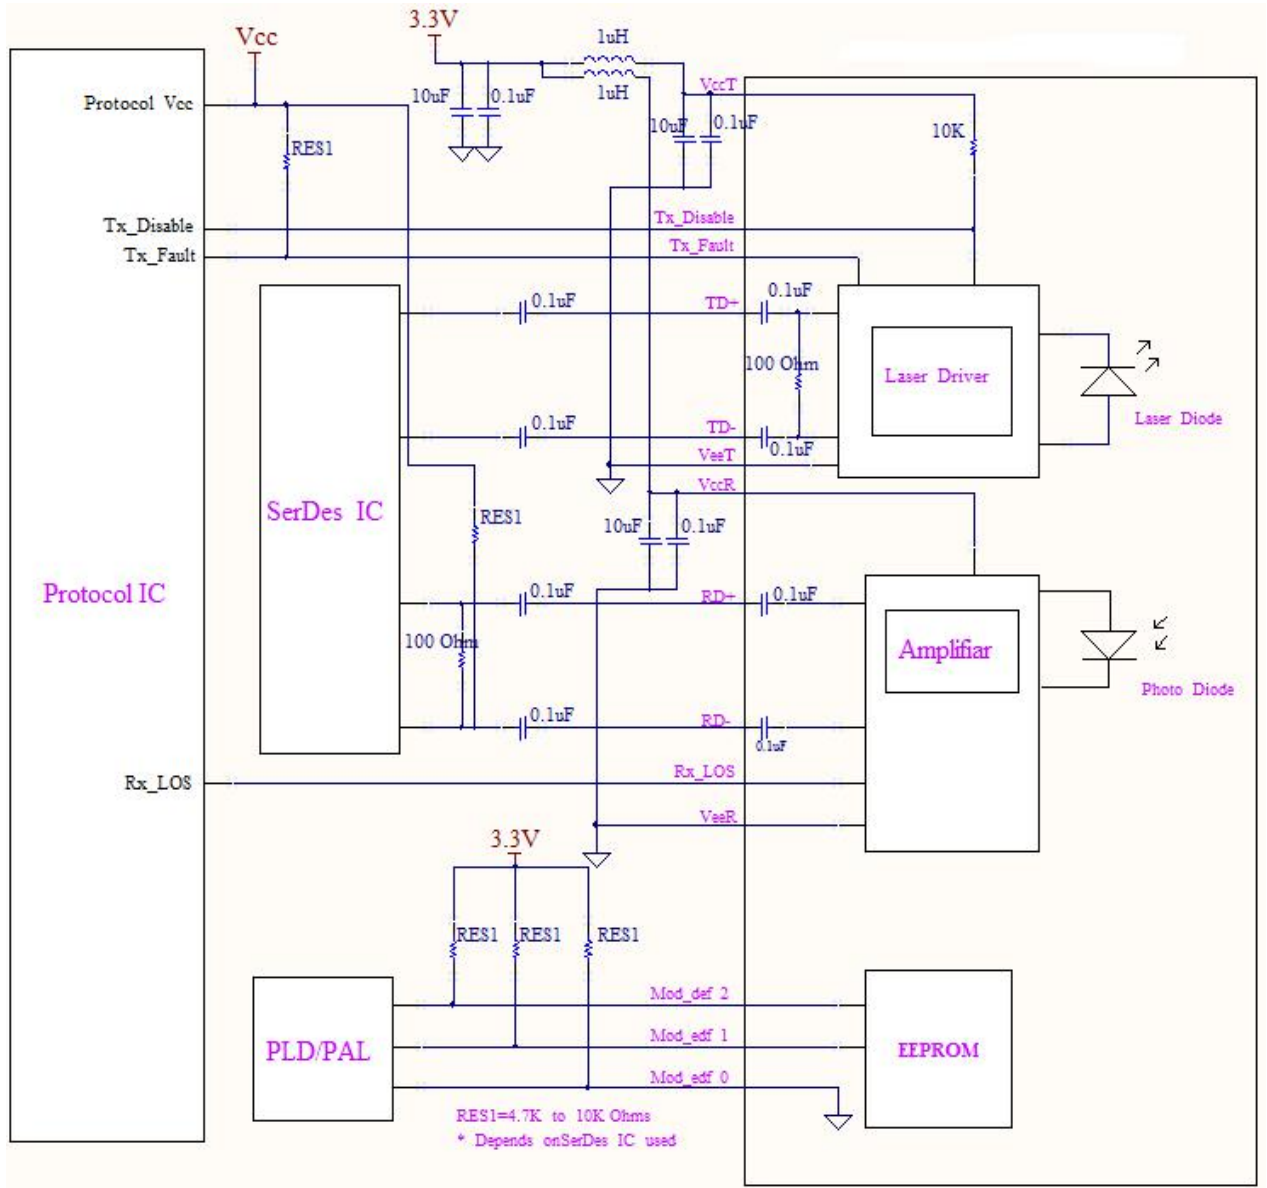 3.3V
Vcc
1uH
1uH
Protocol Vcc
10uF
0.1uF
VccT
10uF
0.1uF
10K
RES1
Tx_Disable
Tx_Disable
Tx_Fault
Tx_Fault
0.1uF
0.1uF
TD+
100 Ohm
Laser Driver
Laser Diode
0.1uF
TD-
0.1uF
VeeT
VccR
SerDes IC
RES1
10uF
0.1uF
Protocol IC
0.1uF
RD+
0.1uF
100 Ohm
Amplifiar
Photo Diode
0.1uF
RD-
0.1uF
Rx_LOS
Rx_LOS
VeeR
3.3V
RES1
RES1
RES1
Mod_def 2
PLD/PAL
Mod_edf 1
EEPROM
Mod_edf 0
RES1=4.7K to 10K Ohms
* Depends onSerDes IC used